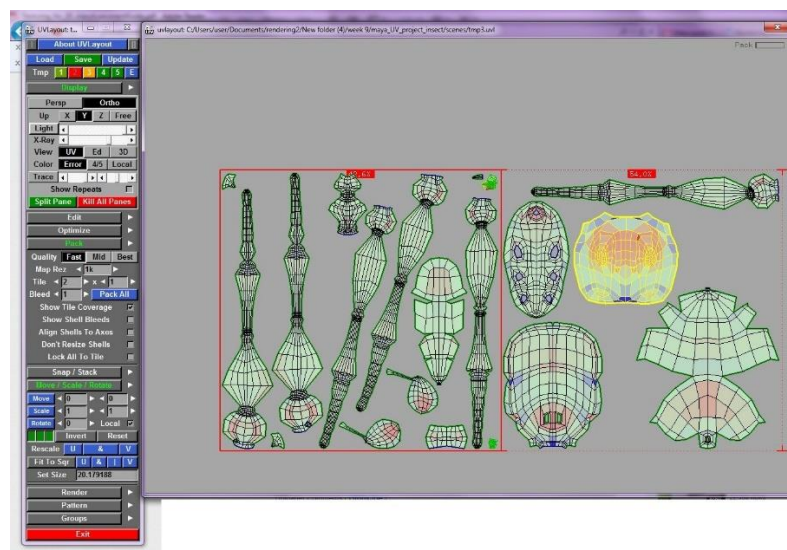 UVLayout t...
uvlayout: C:/Users/user/Documents/rendering2/New folder (4)/week 9/maya_UV_project_insect/scenes/tmp3.uvl
About UVLayout
Pack
Load Save Update
Tmp 1 2 3 4 5 E
Display
Persp Ortho
Up X Y Z Free
Light
X-Ray
View UV Ed 3D
Color Error 4/5 Local
Trace
Show Repeats
Split Pane Kill All Panes
Edit
Optimize
Pack
Quality Fast Mid Best
Map Rez 1k
Tile 2 x 1
Bleed 1 Pack All
Show Tile Coverage
Show Shell Bleeds
Align Shells To Axes
Don't Resize Shells
Lock All To Tile
Snap / Stack
Move / Scale / Rotate
Move 0 0
Scale 1 1
Rotate 0 Local
Invert Reset
Rescale U & V
Fit To Sqr U & | V
Set Size 20.179188
Render
Pattern
Groups
Exit
54.0%